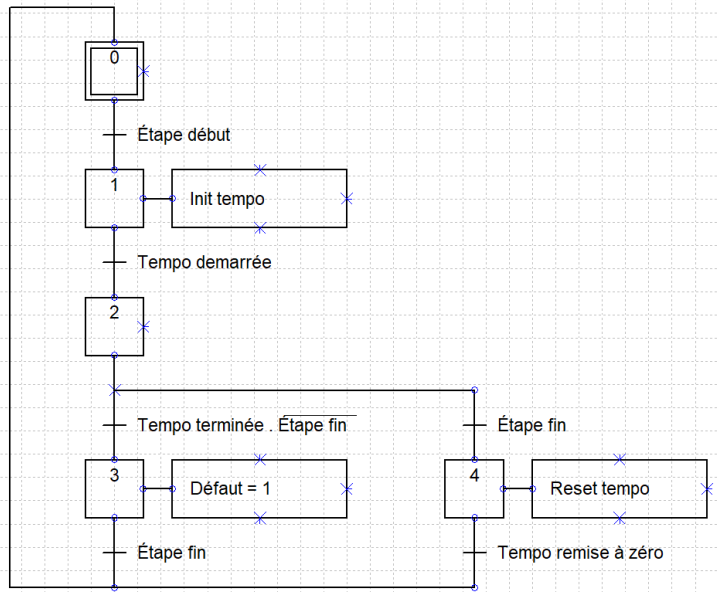 0
Étape début
1
Init tempo
Tempo demarrée
2
Tempo terminée . Étape fin
Étape fin
3
Défaut = 1
4
Reset tempo
Étape fin
Tempo remise à zéro